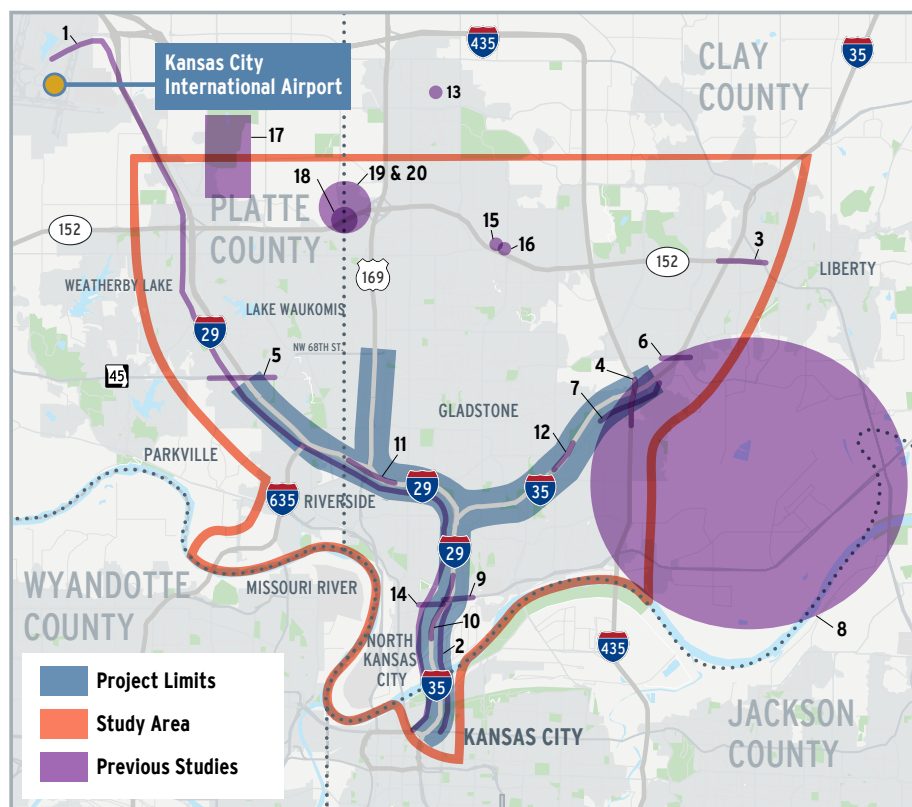 1
Kansas City
International Airport
435
35
CLAY
COUNTY
13
17
19 & 20
18
PLATTE
COUNTY
152
15
16
3
152
169
WEATHERBY LAKE
LIBERTY
LAKE WAUKOMIS
29
NW 68TH ST.
6
5
4
45
7
GLADSTONE
12
PARKVILLE
11
29
35
635
RIVERSIDE
29
WYANDOTTE
COUNTY
MISSOURI RIVER
14
9
10
8
NORTH
KANSAS
CITY
2
435
35
Project Limits
Study Area
Previous Studies
KANSAS CITY
JACKSON
COUNTY